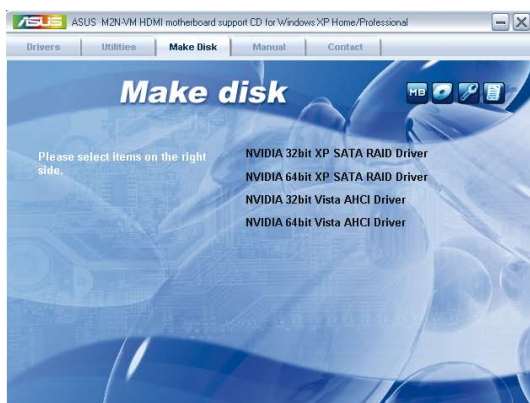 ASUS M2N-VM HDMI motherboard support CD for Windows XP Home/Professional
Drivers Utilities Make Disk Manual Contact
Make disk
MB
Please select items on the right
side.
NVIDIA 32bit XP SATA RAID Driver
NVIDIA 64bit XP SATA RAID Driver
NVIDIA 32bit Vista AHCI Driver
NVIDIA 64bit Vista AHCI Driver